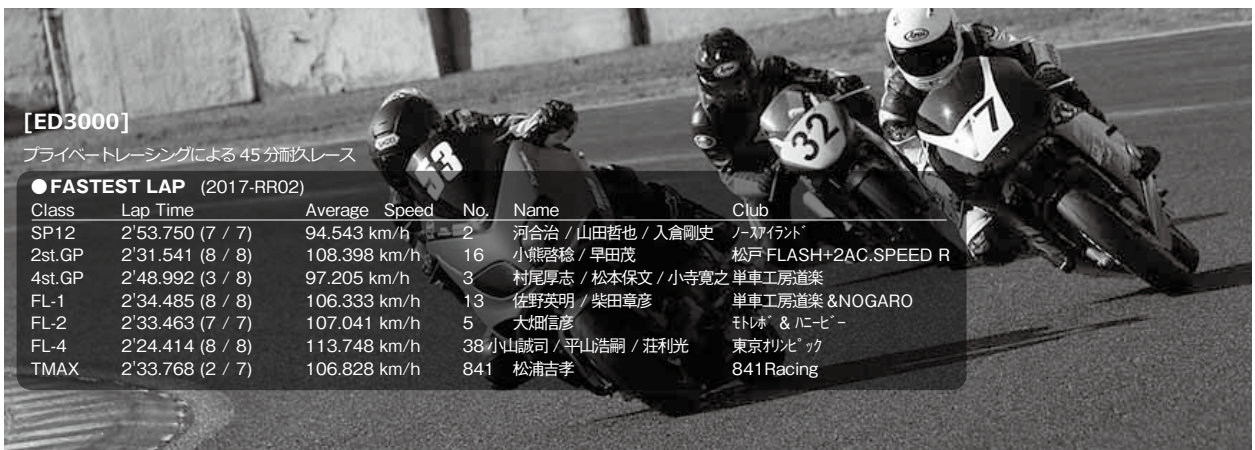 [ED3000]
プライベートレーシングによる 45 分耐久レース
●FASTEST LAP (2017-RR02)
Class Lap Time Average Speed No. Name Club
SP12 2'53.750 (7 / 7) 94.543 km/h 2 河合治 / 山田哲也 / 入倉剛史 ﾉｰｽｱｲﾗﾝﾄﾞ
2st.GP 2'31.541 (8 / 8) 108.398 km/h 16 小熊啓稔 / 早田茂 松戸 FLASH+2AC.SPEED R
4st.GP 2'48.992 (3 / 8) 97.205 km/h 3 村尾厚志 / 松本保文 / 小寺寛之 単車工房道楽
FL-1 2'34.485 (8 / 8) 106.333 km/h 13 佐野英明 / 柴田章彦 単車工房道楽 &NOGARO
FL-2 2'33.463 (7 / 7) 107.041 km/h 5 大畑信彦 ﾓﾄﾚﾎﾞ & ﾊﾆｰﾋﾞｰ
FL-4 2'24.414 (8 / 8) 113.748 km/h 38 小山誠司 / 平山浩嗣 / 荘利光 東京ｵﾘﾝﾋﾟｯｸ
TMAX 2'33.768 (2 / 7) 106.828 km/h 841 松浦吉孝 841Racing
53
32
7
Arai